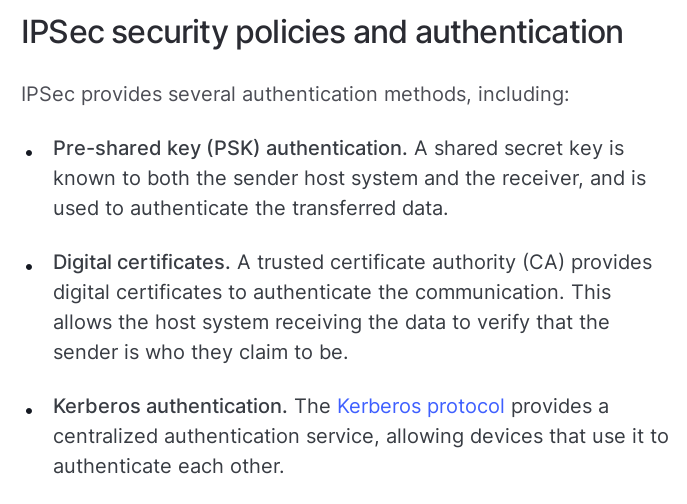 IPSec security policies and authentication
IPSec provides several authentication methods, including:
• Pre-shared key (PSK) authentication. A shared secret key is
known to both the sender host system and the receiver, and is
used to authenticate the transferred data.
• Digital certificates. A trusted certificate authority (CA) provides
digital certificates to authenticate the communication. This
allows the host system receiving the data to verify that the
sender is who they claim to be.
• Kerberos authentication. The Kerberos protocol provides a
centralized authentication service, allowing devices that use it to
authenticate each other.